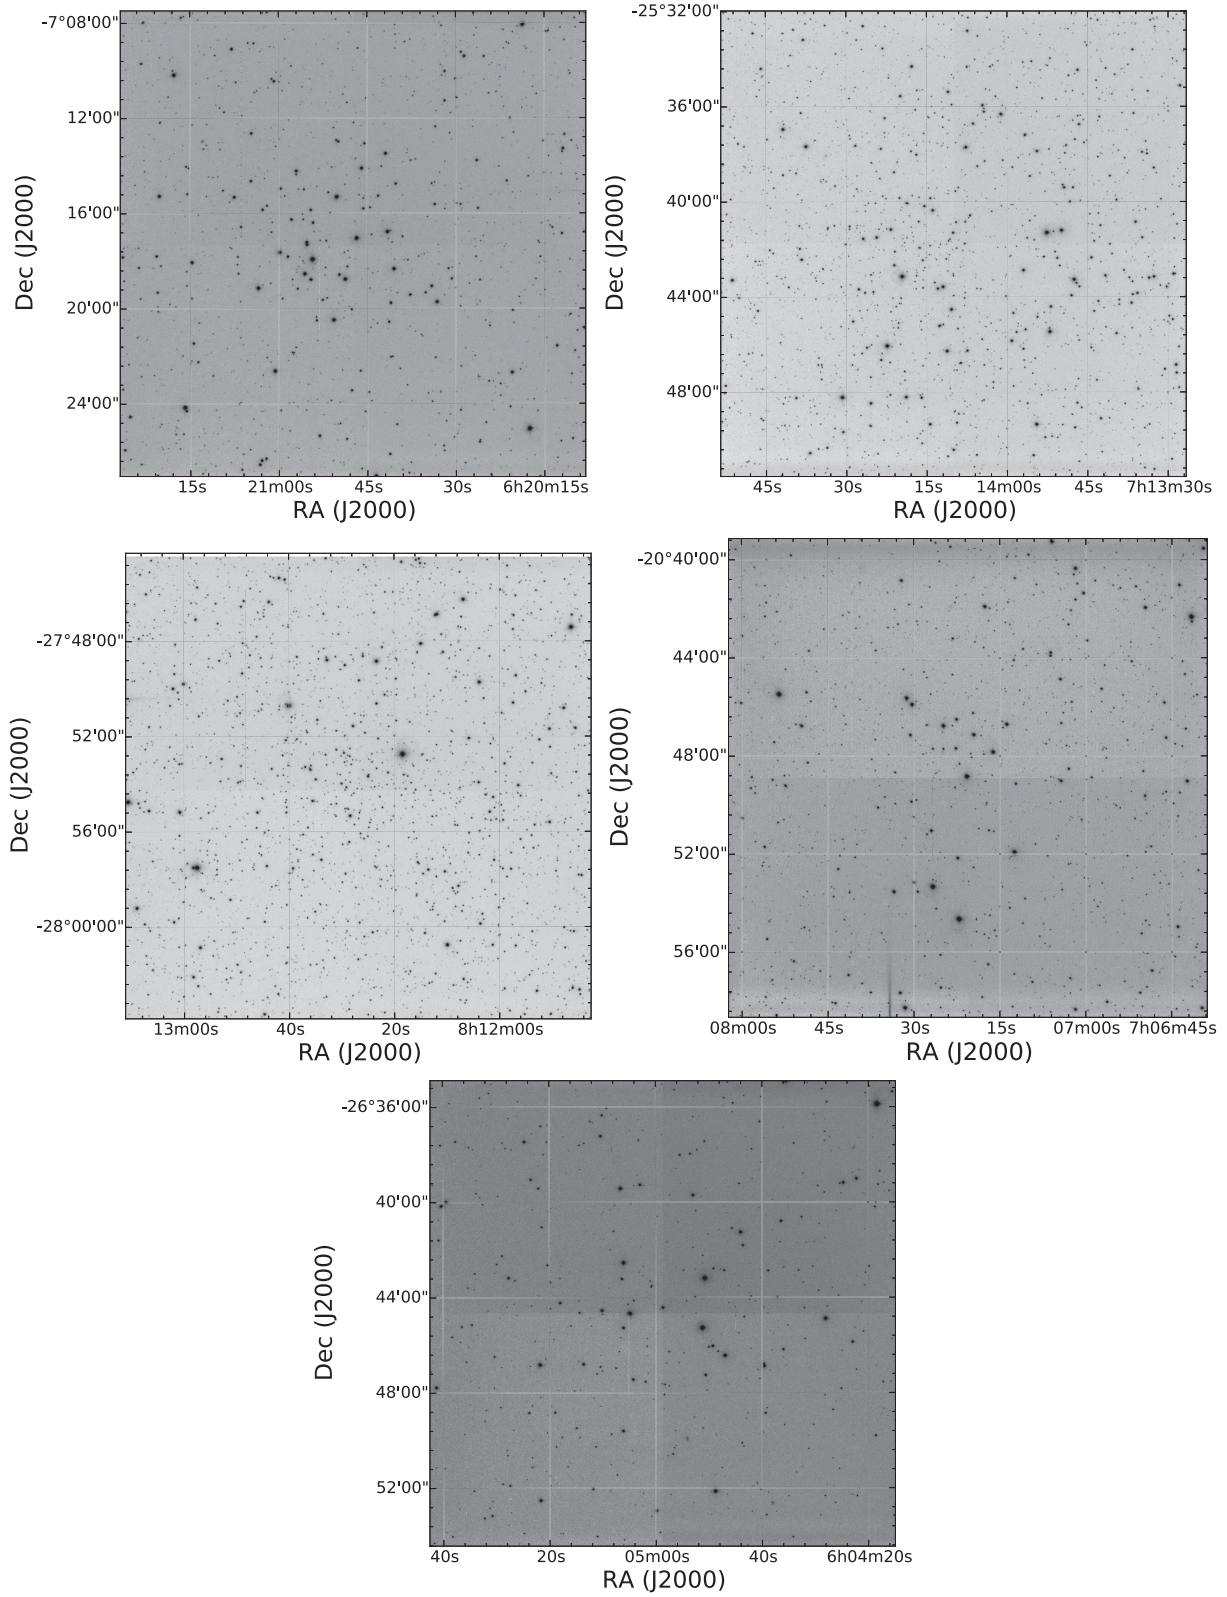 -7°08'00"
12'00"
16'00"
20'00"
24'00"
Dec (J2000)
15s 21m00s 45s 30s 6h20m15s
RA (J2000)
-25°32'00"
36'00"
40'00"
44'00"
48'00"
Dec (J2000)
45s 30s 15s 14m00s 45s 7h13m30s
RA (J2000)
-27°48'00"
52'00"
56'00"
-28°00'00"
Dec (J2000)
13m00s 40s 20s 8h12m00s
RA (J2000)
-20°40'00"
44'00"
48'00"
52'00"
56'00"
Dec (J2000)
08m00s 45s 30s 15s 07m00s 7h06m45s
RA (J2000)
-26°36'00"
40'00"
44'00"
48'00"
52'00"
Dec (J2000)
40s 20s 05m00s 40s 6h04m20s
RA (J2000)